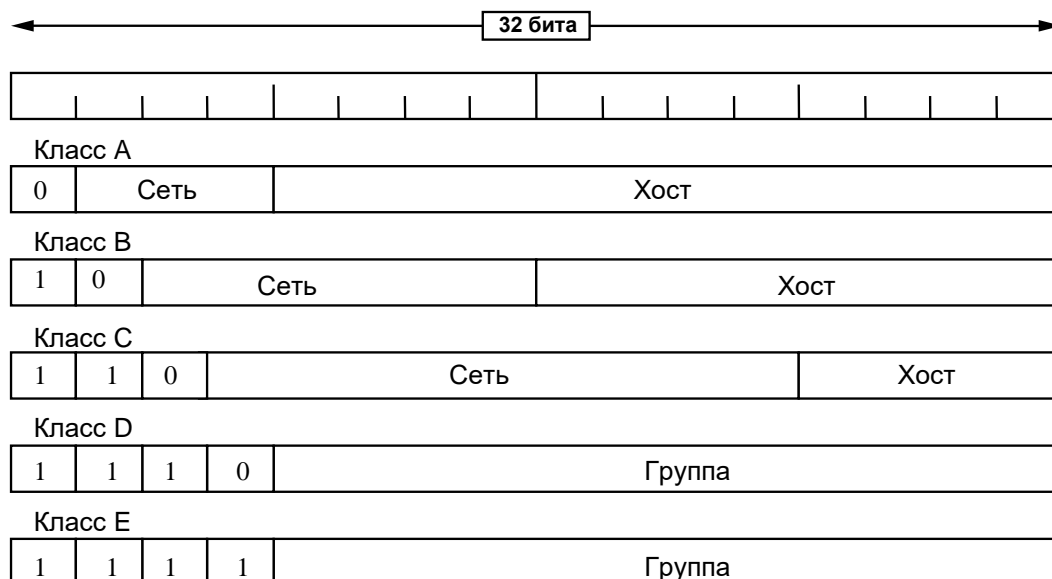 32 бита
Класс А
0 Сеть Хост
Класс В
1 0 Сеть Хост
Класс С
1 1 0 Сеть Хост
Класс D
1 1 1 0 Группа
Класс Е
1 1 1 1 Группа